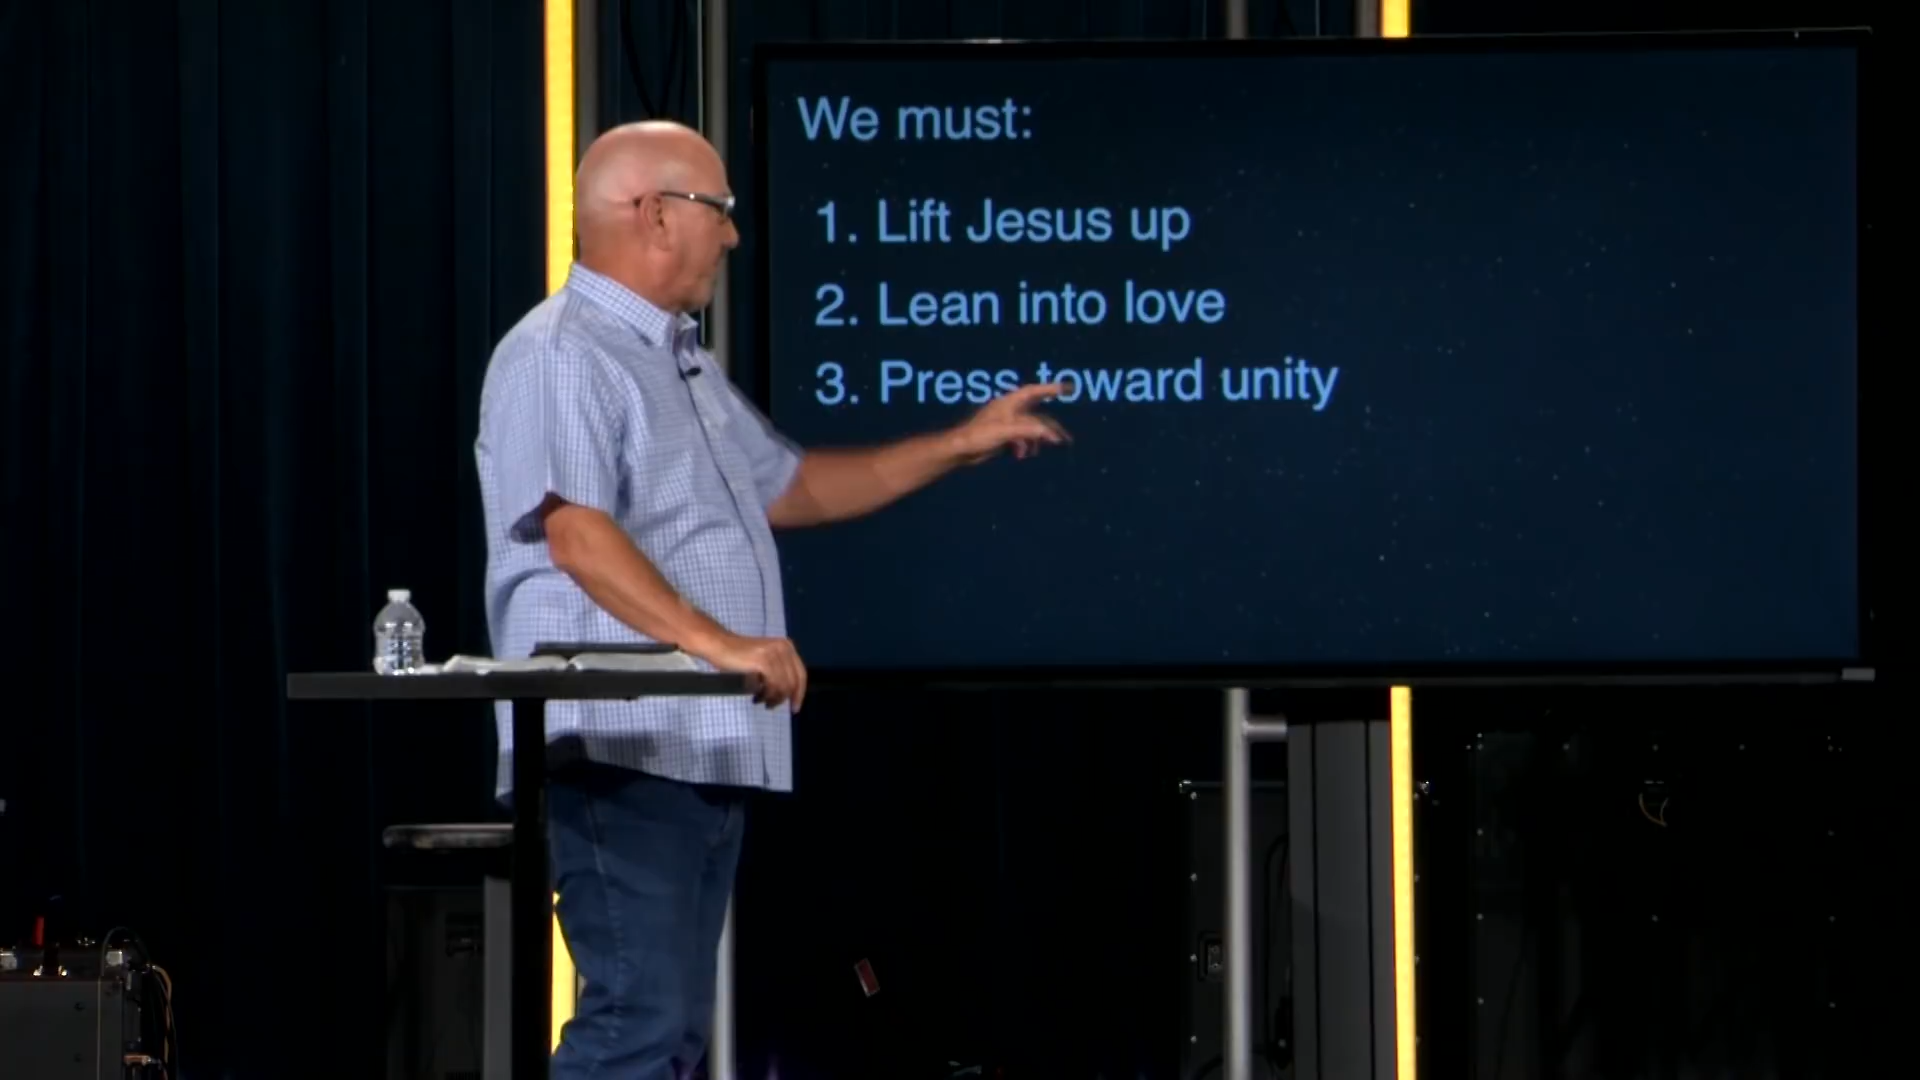 We must:
1. Lift Jesus up
2. Lean into love
3. Press toward unity